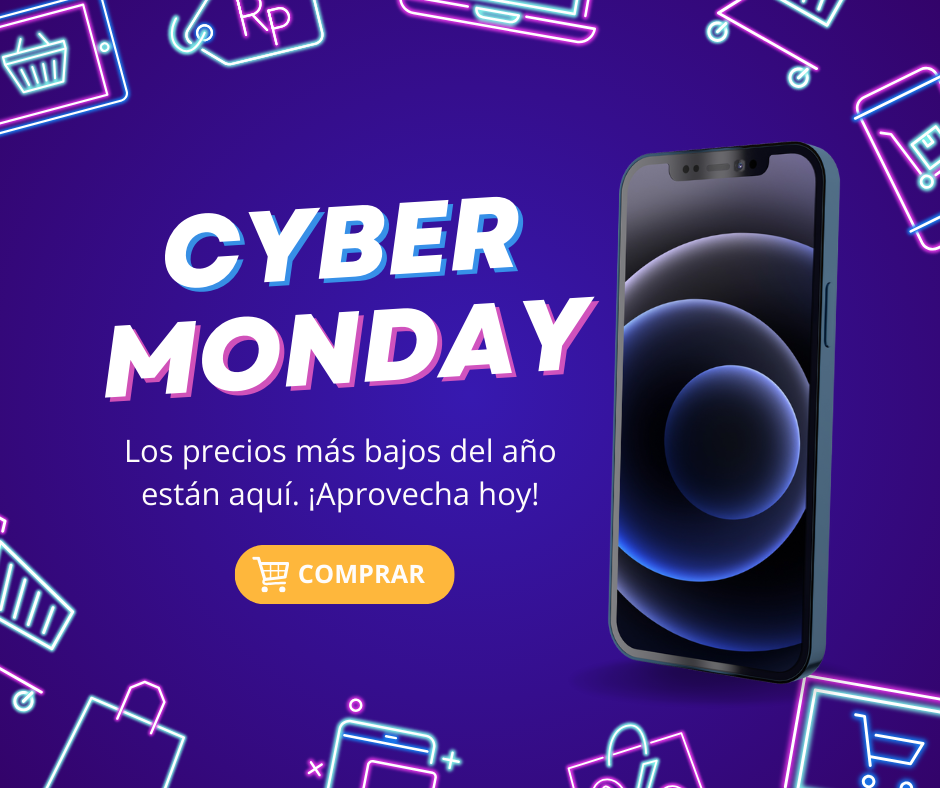 Rp
CYBER
MONDAY
Los precios más bajos del año
están aquí. ¡Aprovecha hoy!
COMPRAR